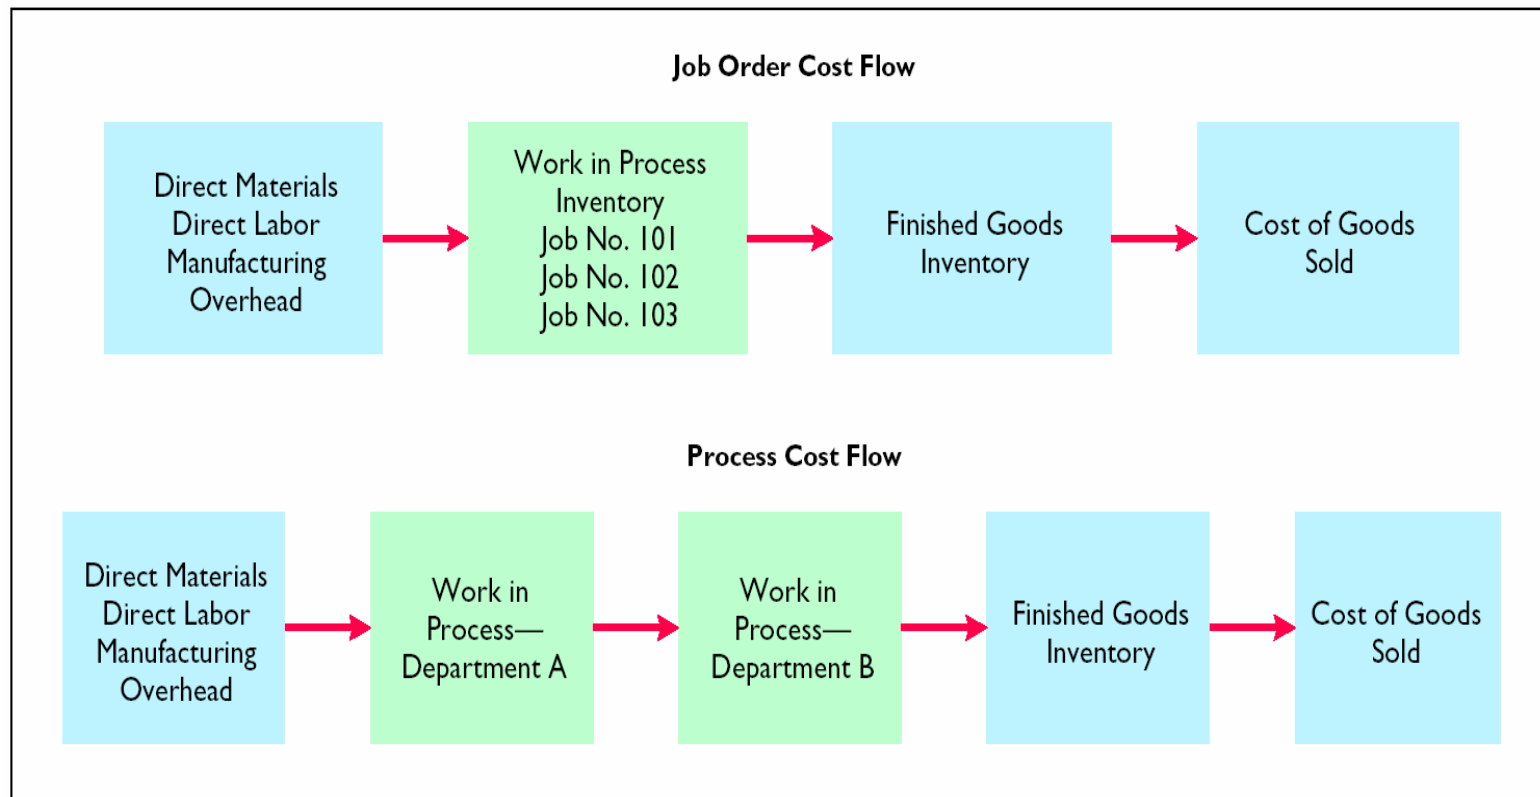 Job Order Cost Flow
Direct Materials
Direct Labor
Manufacturing
Overhead
Work in Process
Inventory
Job No. 101
Job No. 102
Job No. 103
Finished Goods
Inventory
Cost of Goods
Sold
Process Cost Flow
Direct Materials
Direct Labor
Manufacturing
Overhead
Work in
Process—
Department A
Work in
Process—
Department B
Finished Goods
Inventory
Cost of Goods
Sold